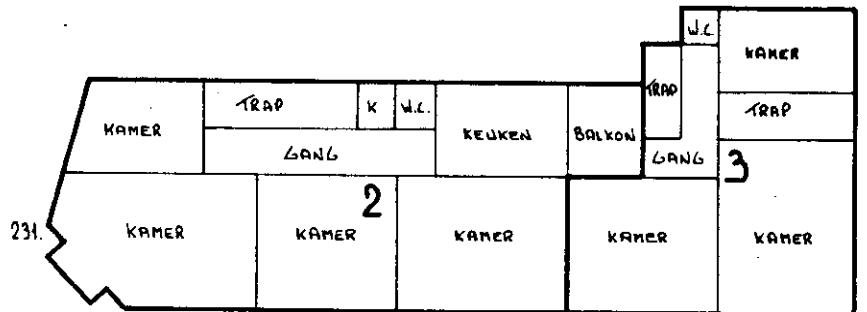 W.C
KAMER
TRAP
TRAP
TRAP
K
W.C.
KAMER
GANG
KEUKEN
BALKON
GANG
3
2
231.
KAMER
KAMER
KAMER
KAMER
KAMER